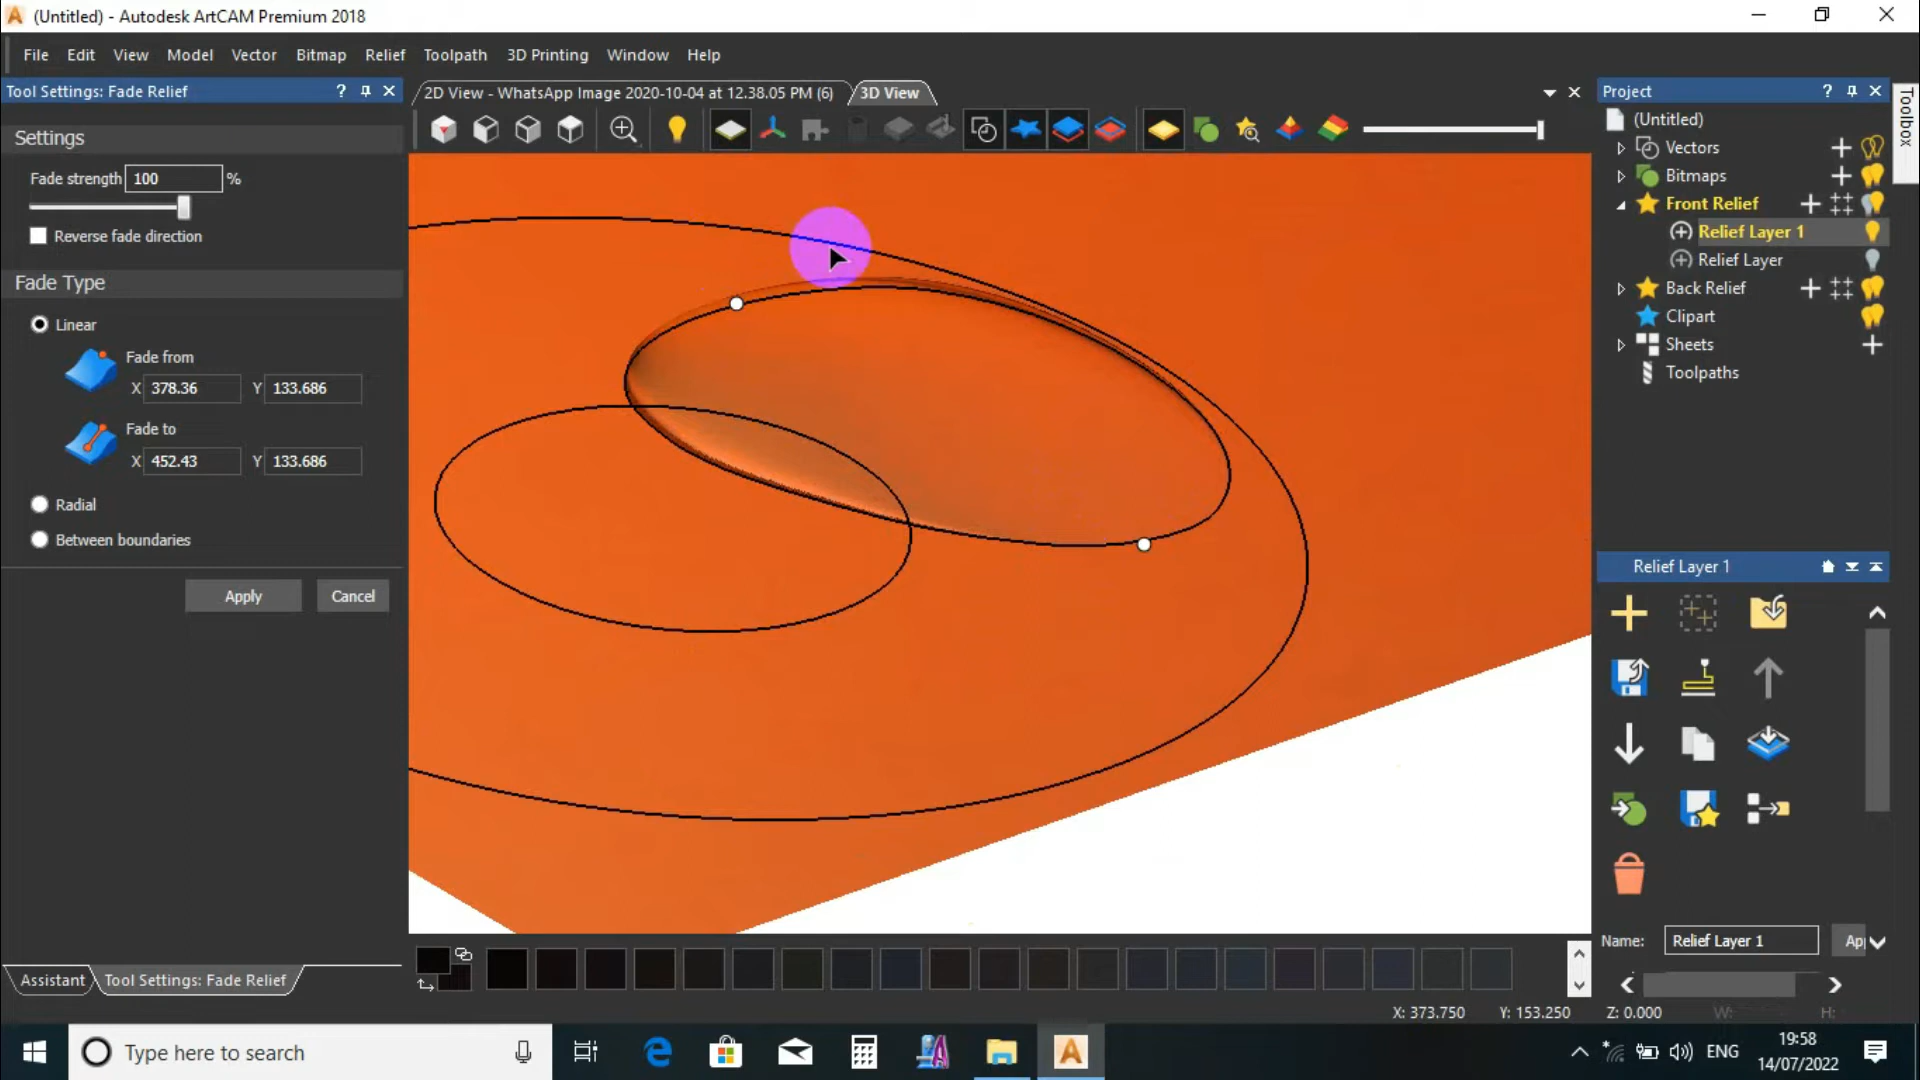 (Untitled) - Autodesk ArtCAM Premium 2018
File Edit View Model Vector Bitmap Relief Toolpath 3D Printing Window Help
Tool Settings: Fade Relief ?
Settings
Fade strength 100 %
Reverse fade direction
Fade Type
Linear
Fade from
X 378.36 Y 133.686
Fade to
X 452.43 Y 133.686
Radial
Between boundaries
Apply Cancel
Assistant Tool Settings: Fade Relief
2D View - WhatsApp Image 2020-10-04 at 12.38.05 PM (6) 3D View
Project ?
Toolbox
(Untitled)
Vectors
Bitmaps
Front Relief
Relief Layer 1
Relief Layer
Back Relief
Clipart
Sheets
Toolpaths
Relief Layer 1
Name: Relief Layer 1 Ap
X: 373.750 Y: 153.250 Z: 0.000 W: H:
Type here to search
ENG
19:58
14/07/2022